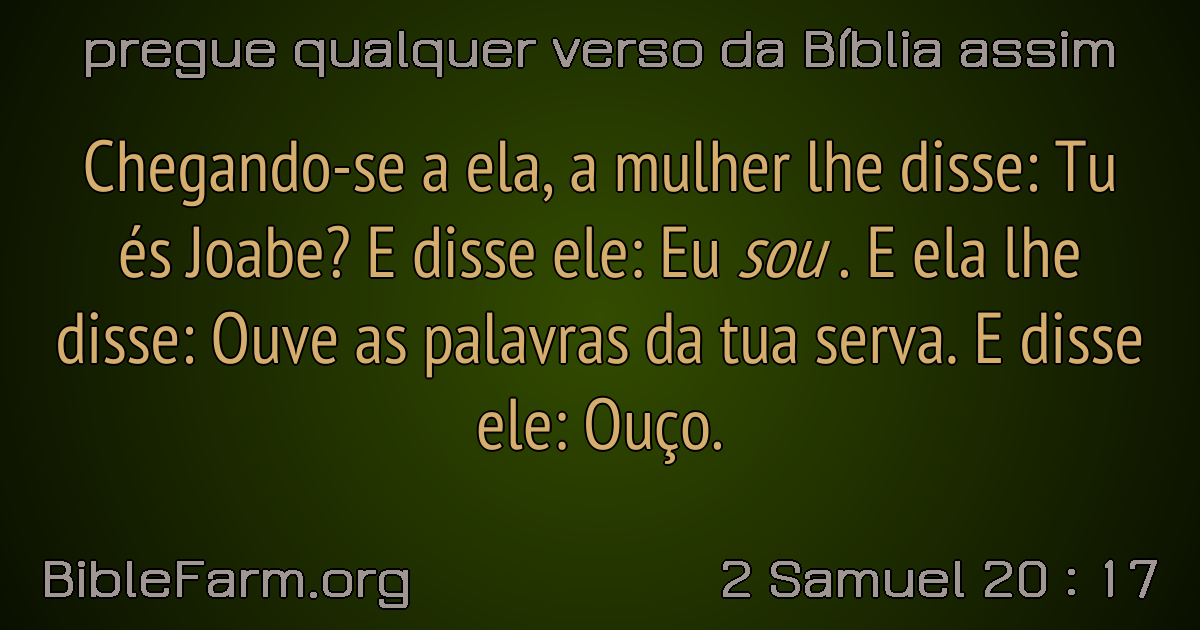 pregue qualquer verso da Bíblia assim
Chegando-se a ela, a mulher lhe disse: Tu
és Joabe? E disse ele: Eu sou . E ela lhe
disse: Ouve as palavras da tua serva. E disse
ele: Ouço.
BibleFarm.org
2 Samuel 20 : 17